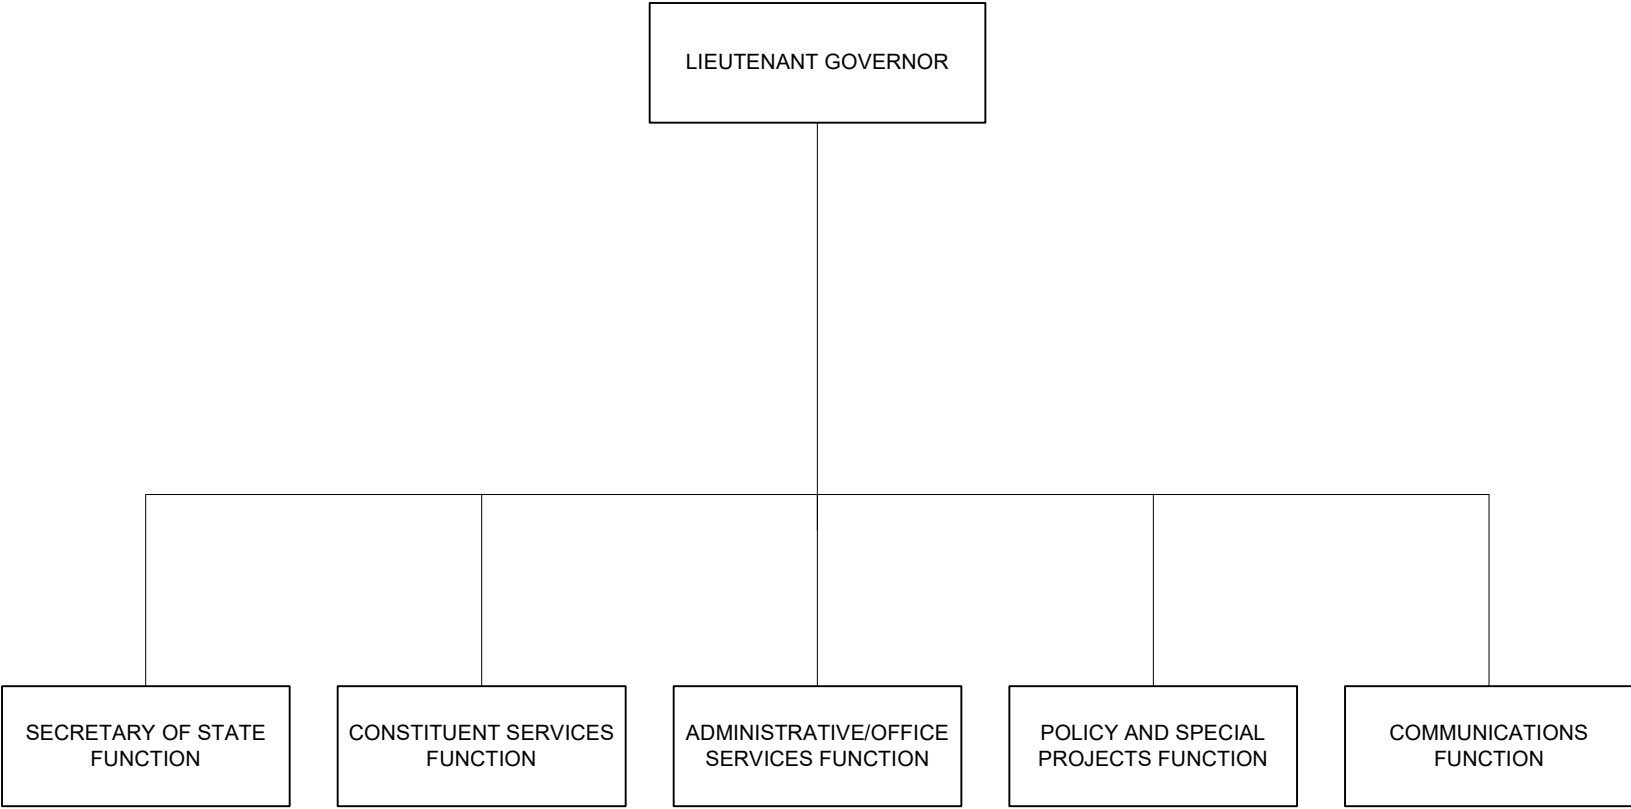 LIEUTENANT GOVERNOR
SECRETARY OF STATE
FUNCTION
CONSTITUENT SERVICES
FUNCTION
ADMINISTRATIVE/OFFICE
SERVICES FUNCTION
POLICY AND SPECIAL
PROJECTS FUNCTION
COMMUNICATIONS
FUNCTION